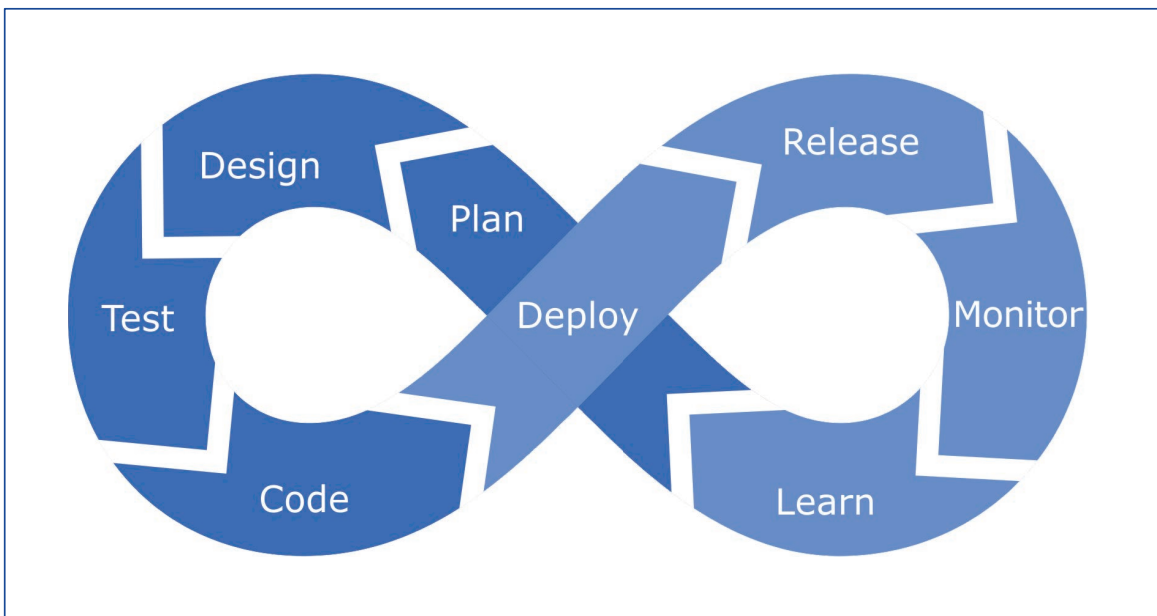 Design
Release
Plan
Test
Deploy
Monitor
Code
Learn